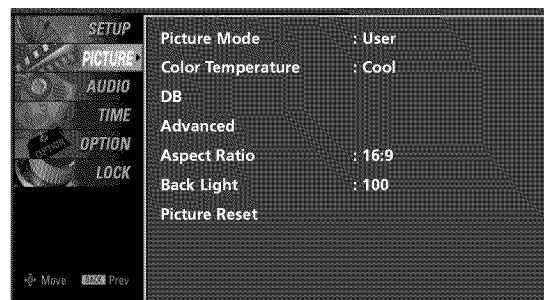 SETUP
PICTURE
AUDIO
TIME
OPTION
LOCK
Picture Mode : User
Color Temperature : Cool
DB
Advanced
Aspect Ratio : 16:9
Back Light : 100
Picture Reset
Move BACK Prev